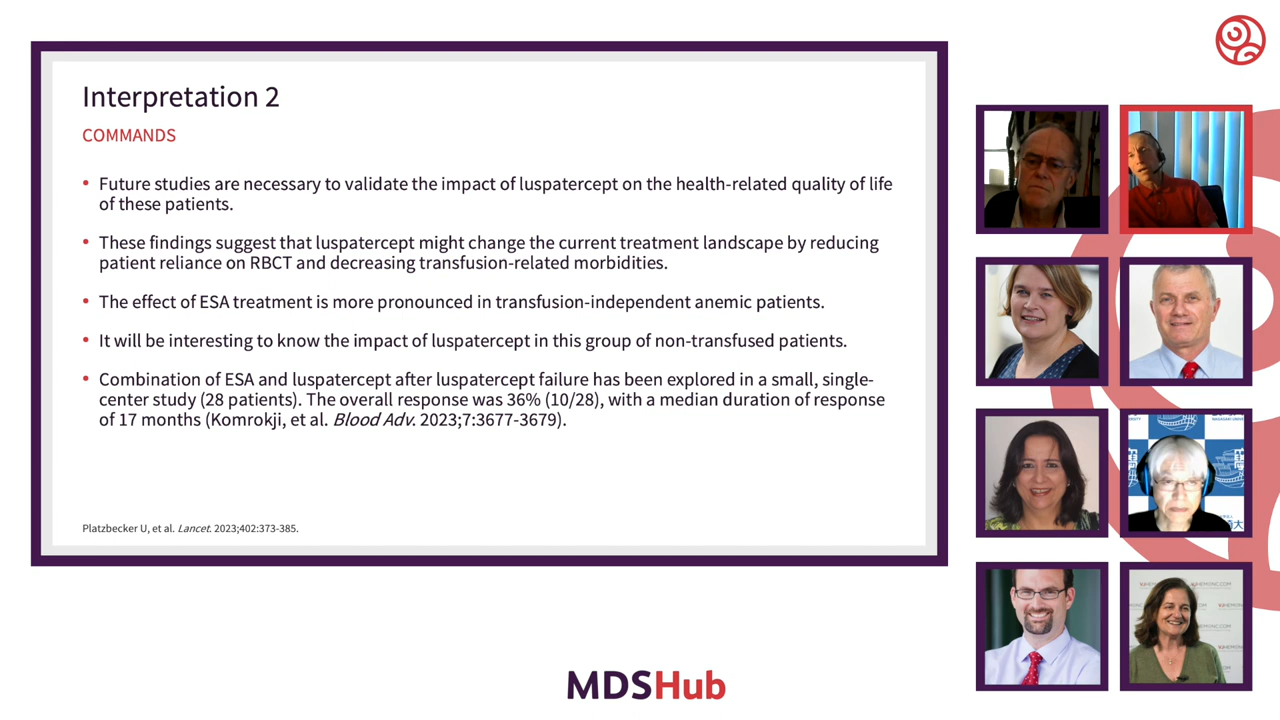 Interpretation 2
COMMANDS
• Future studies are necessary to validate the impact of luspatercept on the health-related quality of life
of these patients.
• These findings suggest that luspatercept might change the current treatment landscape by reducing
patient reliance on RBCT and decreasing transfusion-related morbidities.
• The effect of ESA treatment is more pronounced in transfusion-independent anemic patients.
• It will be interesting to know the impact of luspatercept in this group of non-transfused patients.
• Combination of ESA and luspatercept after luspatercept failure has been explored in a small, single-
center study (28 patients). The overall response was 36% (10/28), with a median duration of response
of 17 months (Komrokji, et al. Blood Adv. 2023;7:3677-3679).
Platzbecker U, et al. Lancet. 2023;402:373-385.
MDSHub